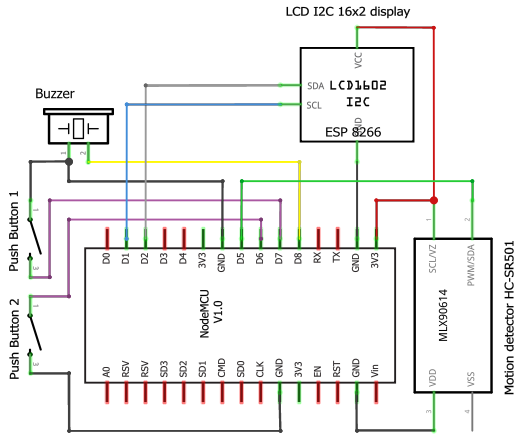 LCD I2C 16x2 display
VCC
SDA
LCD1602
SCL
I2C
GND
ESP 8266
Buzzer
1
2
Push Button 1
1
3
Push Button 2
1
3
D0
D1
D2
D3
D4
3V3
GND
D5
D6
D7
D8
RX
TX
GND
3V3
NodeMCU
V1.0
A0
RSV
RSV
SD3
SD2
SD1
CMD
SD0
CLK
GND
3V3
EN
RST
GND
Vin
1
2
SCL/VZ
PWM/SDA
MLX90614
VDD
VSS
3
4
Motion detector HC-SR501